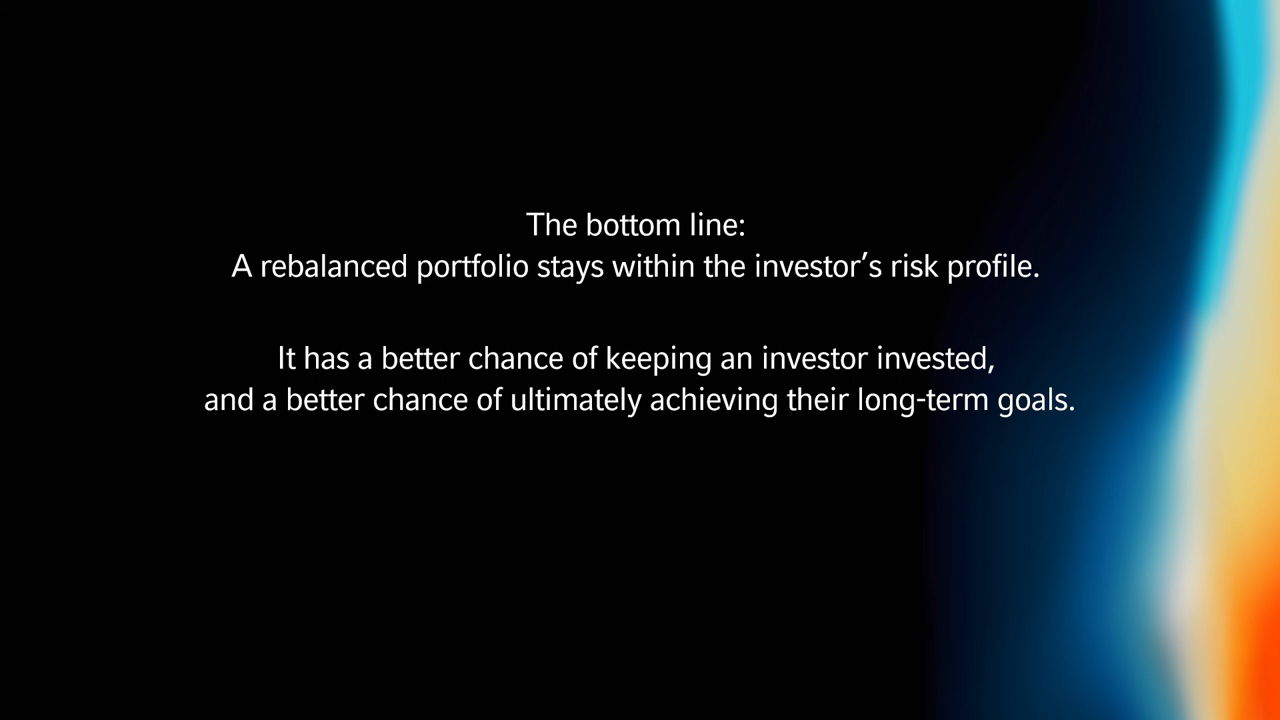 The bottom line:
A rebalanced portfolio stays within the investor’s risk profile.
It has a better chance of keeping an investor invested,
and a better chance of ultimately achieving their long-term goals.